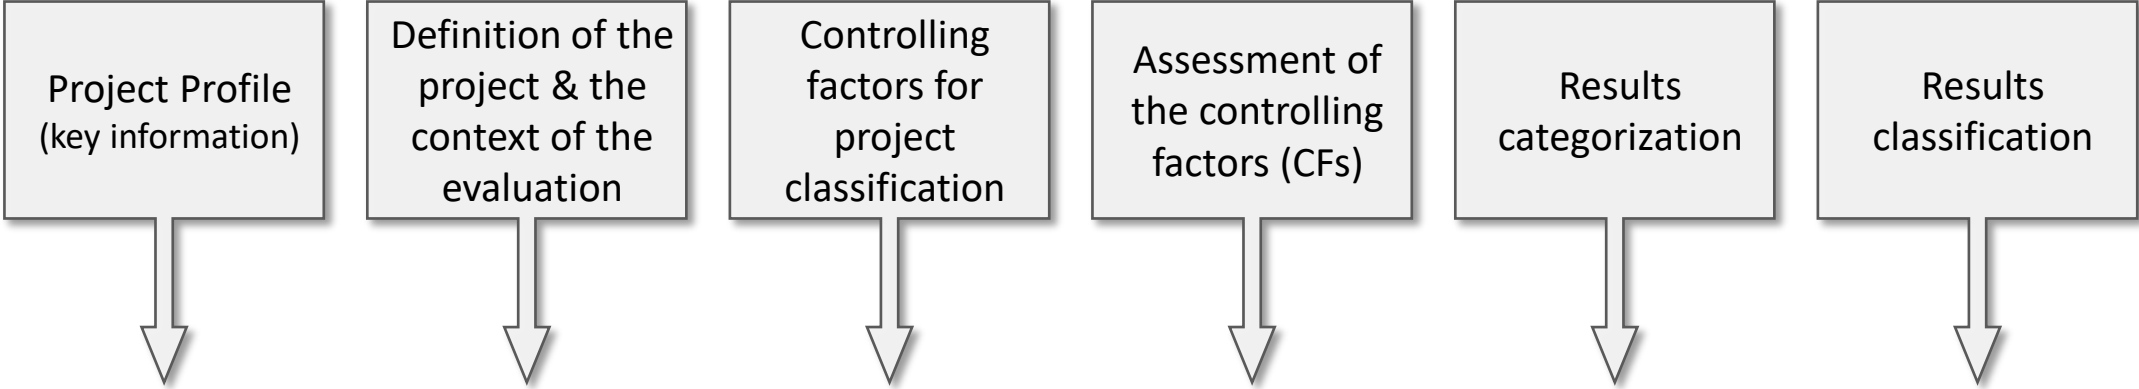 Project Profile
(key information)
Definition of the
project & the
context of the
evaluation
Controlling
factors for
project
classification
Assessment of
the controlling
factors (CFs)
Results
categorization
Results
classification